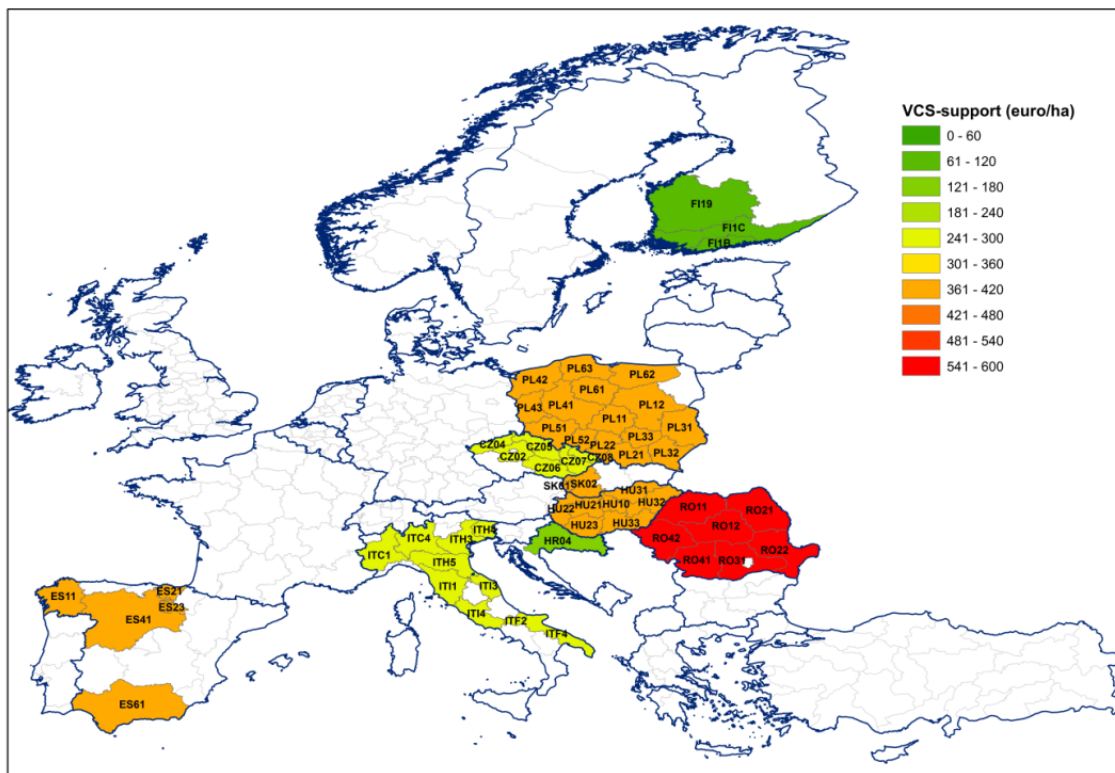 VCS-support (euro/ha)
0 - 60
61 - 120
121 - 180
181 - 240
241 - 300
301 - 360
361 - 420
421 - 480
481 - 540
541 - 600
FI19
FI1C
FI1B
PL63
PL62
PL42
PL61
PL43
PL41
PL12
PL11
PL51
PL31
PL52
PL22
PL33
PL21
PL32
CZ04
CZ05
CZ02
CZ07
CZ08
CZ06
SK01
SK02
HU31
HU22
HU21
HU10
HU32
HU23
HU33
RO11
RO21
RO12
RO42
RO22
RO41
RO31
HR04
ITC4
ITH3
ITC1
ITH5
ITI1
ITI3
ITI4
ITF2
ITF4
ES11
ES21
ES23
ES41
ES61